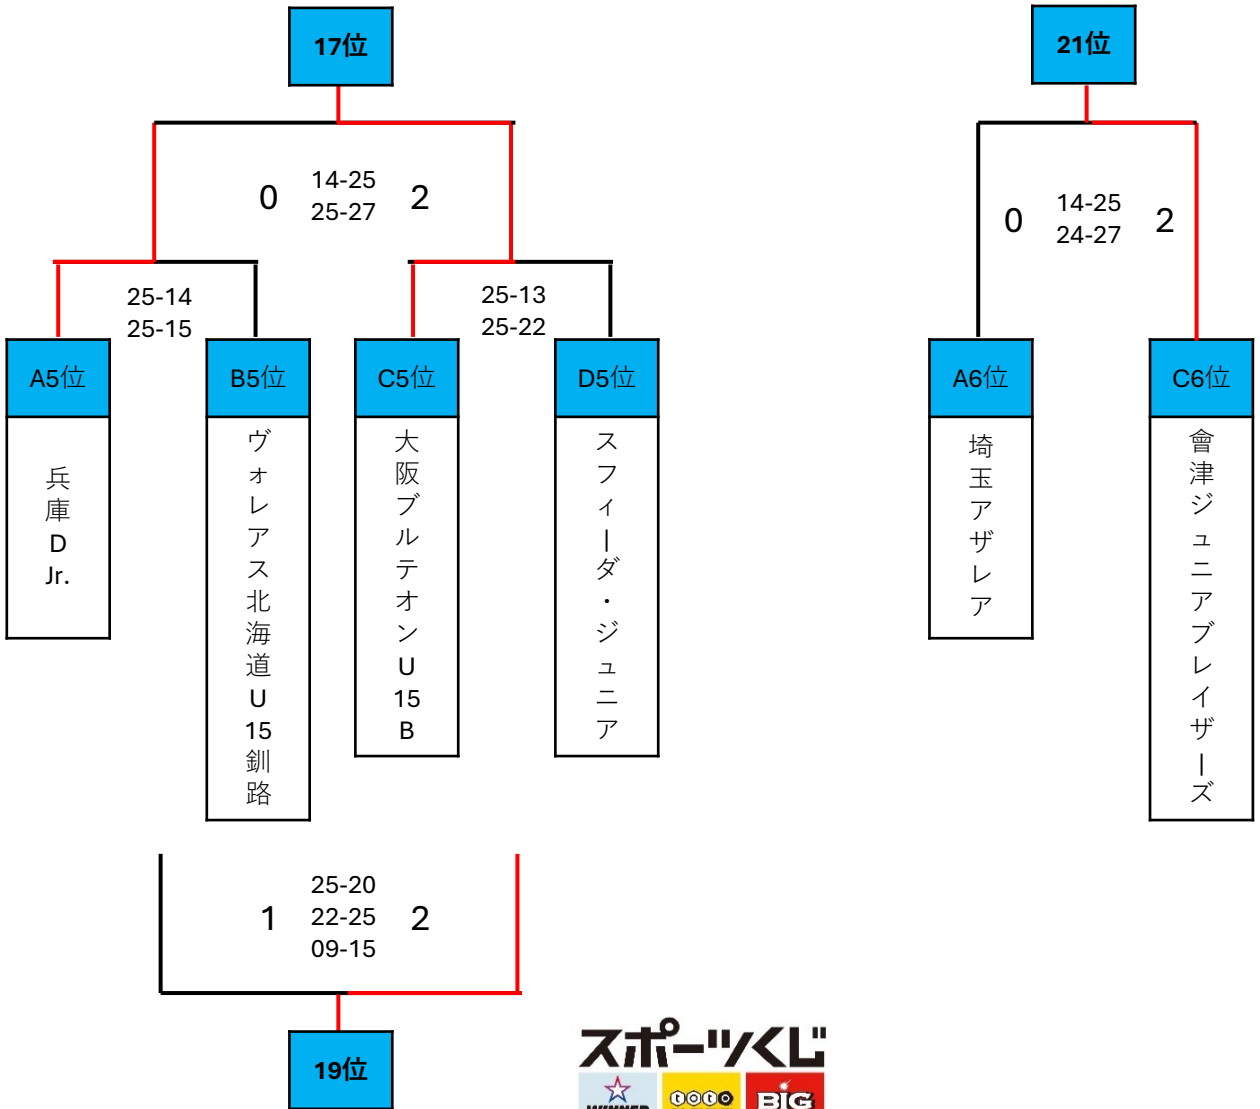 17位
21位
0
14-25
25-27
2
0
14-25
24-27
2
25-14
25-15
25-13
25-22
A5位
B5位
C5位
D5位
A6位
C6位
兵庫D Jr.
ヴォレアス北海道U15釧路
大阪ブルテオンU15B
スフィーダ・ジュニア
埼玉アザレア
會津ジュニアブレイザーズ
1
25-20
22-25
09-15
2
19位
スポーツくじ
WINNER
toto
BIG